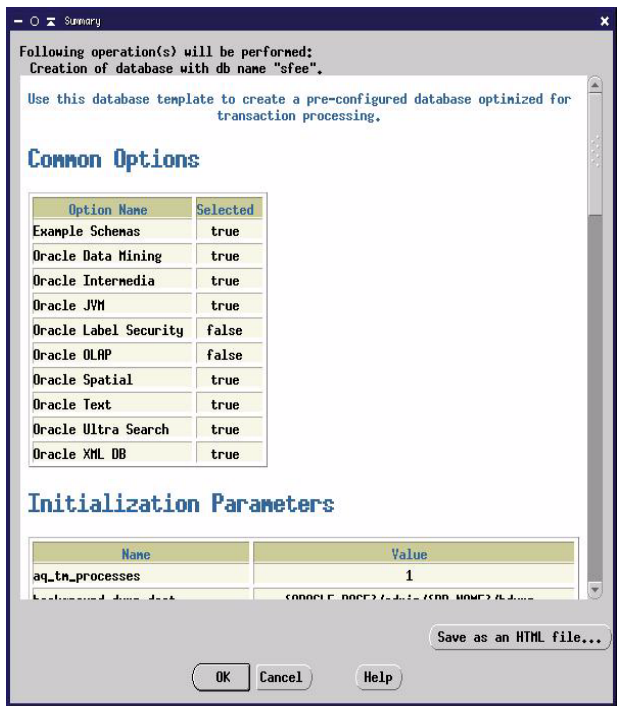 Summary
Following operation(s) will be performed:
Creation of database with db name "sfee".
Use this database template to create a pre-configured database optimized for
transaction processing.
Common Options
Option Name Selected
Example Schemas true
Oracle Data Mining true
Oracle Intermedia true
Oracle JVM true
Oracle Label Security false
Oracle OLAP false
Oracle Spatial true
Oracle Text true
Oracle Ultra Search true
Oracle XML DB true
Initialization Parameters
Name Value
aq_tm_processes 1
Save as an HTML file...
OK Cancel Help